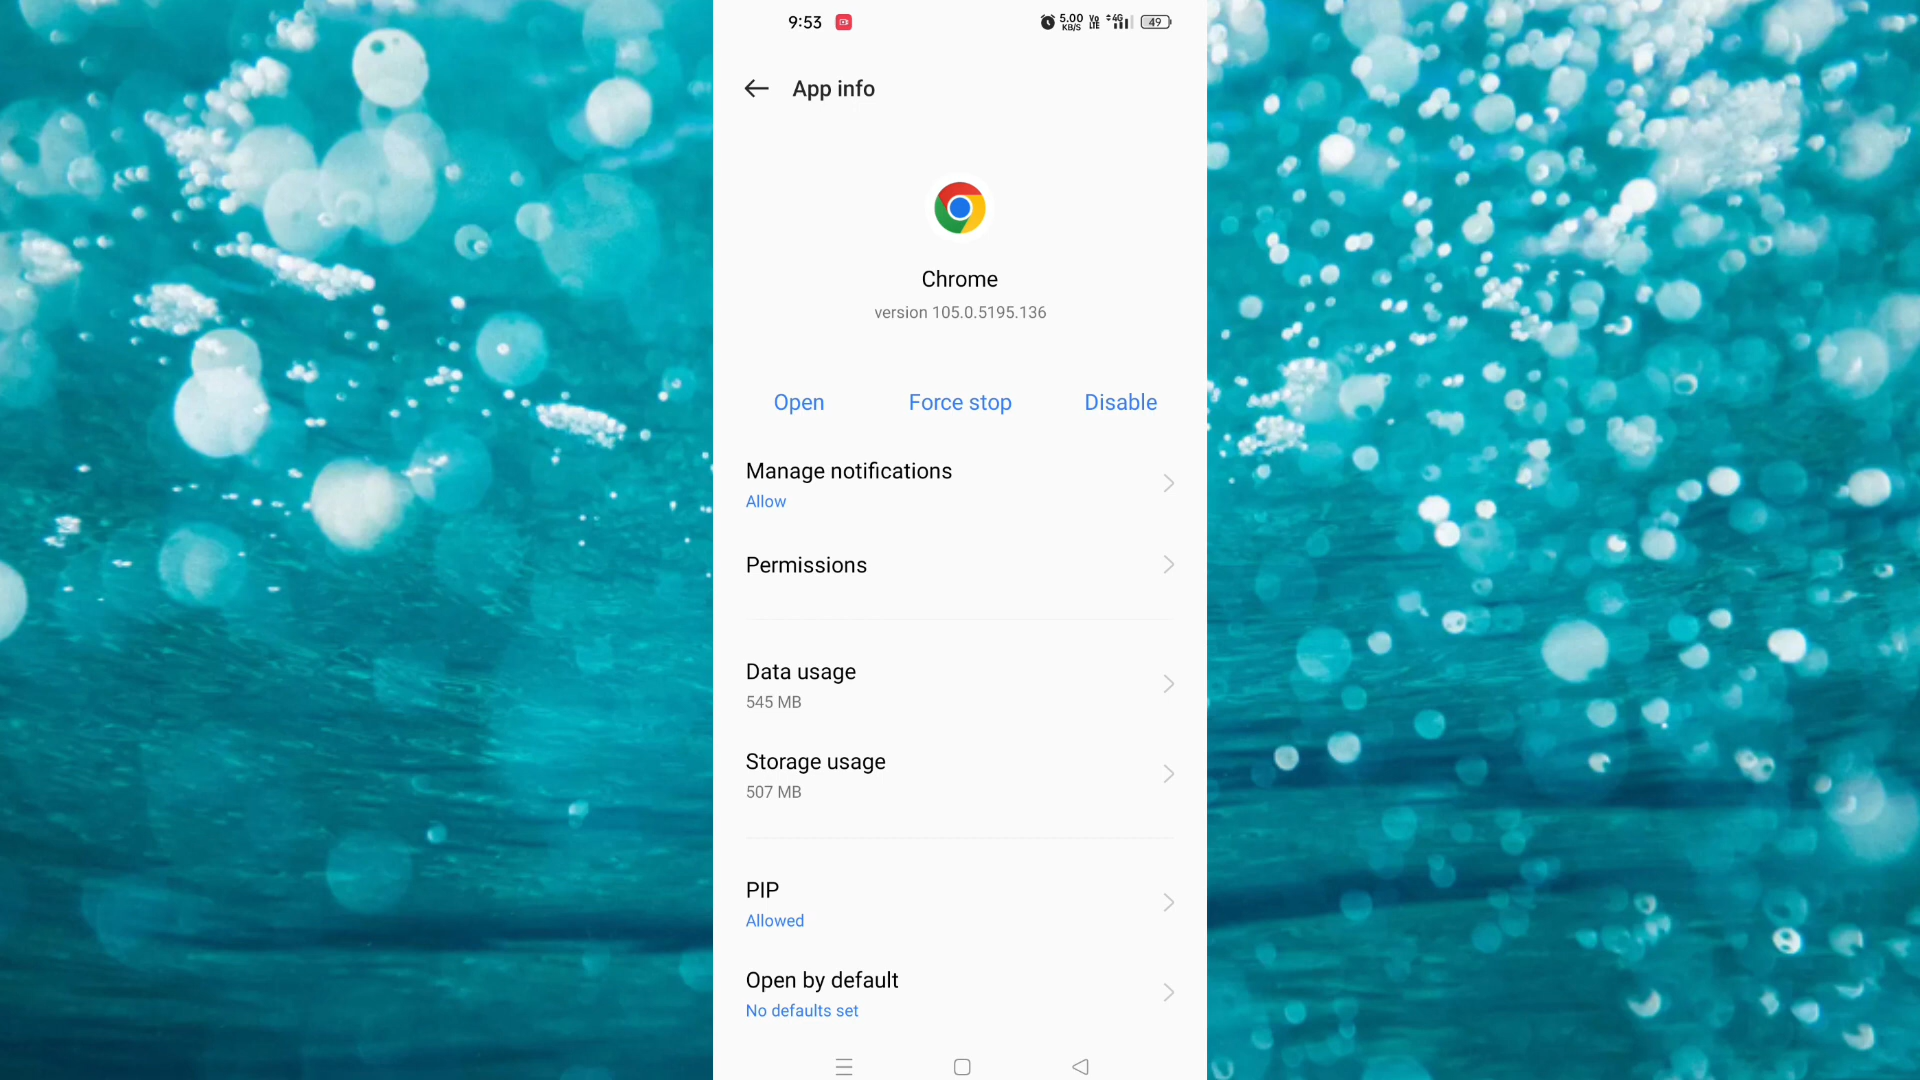 9:53
5.00 KB/S Vo LTE 4G 49
App info
Chrome
version 105.0.5195.136
Open Force stop Disable
Manage notifications
Allow
Permissions
Data usage
545 MB
Storage usage
507 MB
PIP
Allowed
Open by default
No defaults set